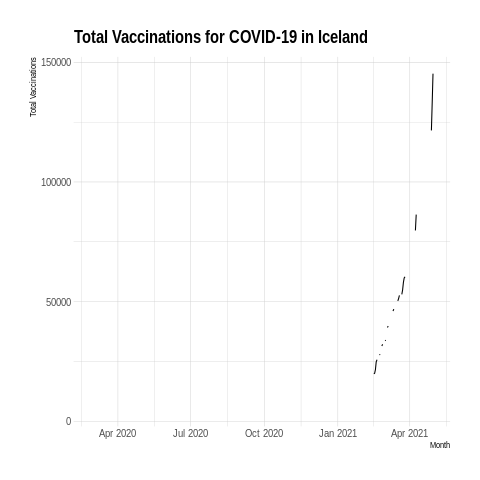 Total Vaccinations for COVID-19 in Iceland
Total Vaccinations
150000
100000
50000
0
Apr 2020 Jul 2020 Oct 2020 Jan 2021 Apr 2021
Month